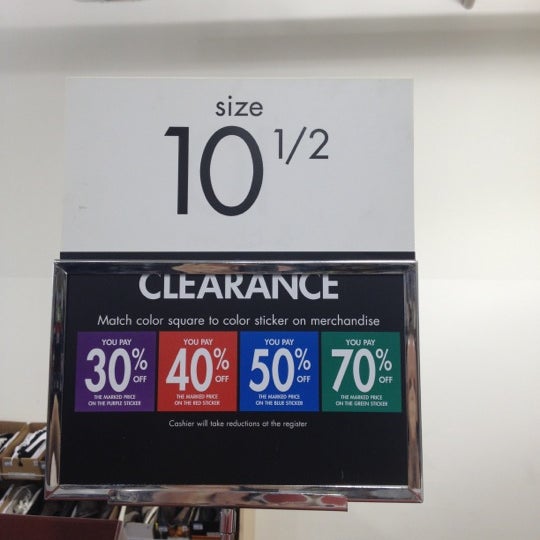 size
10 1/2
CLEARANCE
Match color square to color sticker on merchandise
YOU PAY
30% OFF
THE MARKED PRICE
ON THE PURPLE STICKER
YOU PAY
40% OFF
THE MARKED PRICE
ON THE RED STICKER
YOU PAY
50% OFF
THE MARKED PRICE
ON THE BLUE STICKER
YOU PAY
70% OFF
THE MARKED PRICE
ON THE GREEN STICKER
Cashier will take reductions at the register